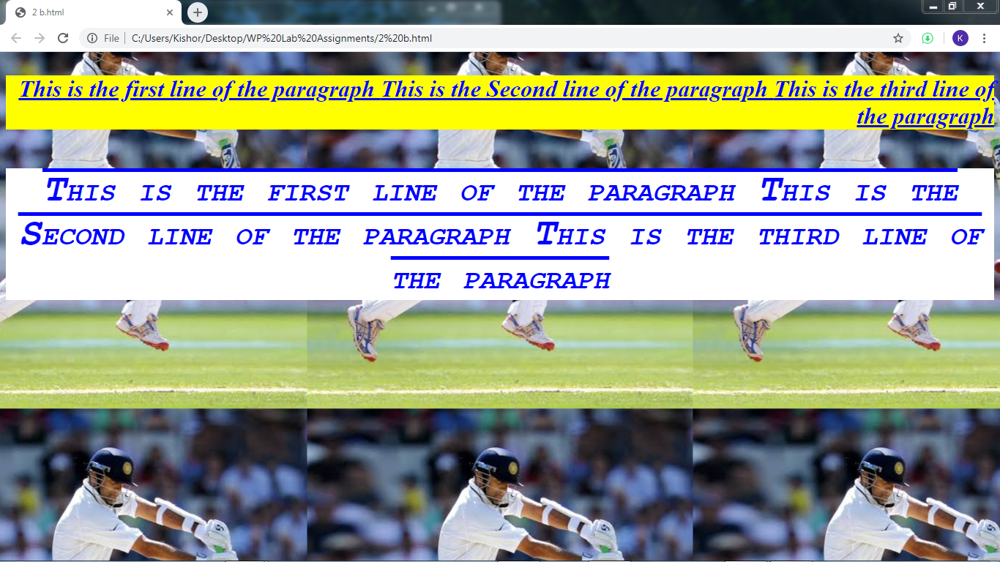 2 b.html
File C:/Users/Kishor/Desktop/WP%20Lab%20Assignments/2%20b.html
K
This is the first line of the paragraph This is the Second line of the paragraph This is the third line of
the paragraph
This is the first line of the paragraph This is the
Second line of the paragraph This is the third line of
the paragraph